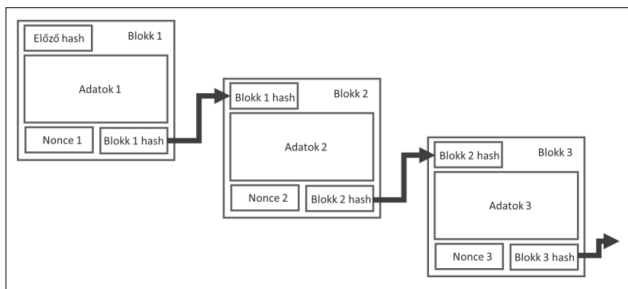 Előző hash
Blokk 1
Adatok 1
Nonce 1
Blokk 1 hash
Blokk 1 hash
Blokk 2
Adatok 2
Nonce 2
Blokk 2 hash
Blokk 2 hash
Blokk 3
Adatok 3
Nonce 3
Blokk 3 hash